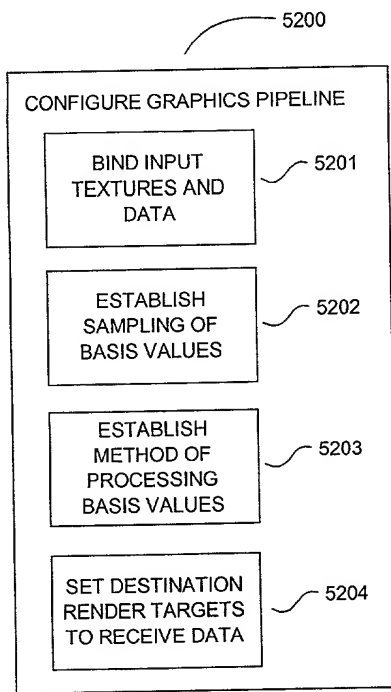 5200
CONFIGURE GRAPHICS PIPELINE
BIND INPUT
TEXTURES AND
DATA
5201
ESTABLISH
SAMPLING OF
BASIS VALUES
5202
ESTABLISH
METHOD OF
PROCESSING
BASIS VALUES
5203
SET DESTINATION
RENDER TARGETS
TO RECEIVE DATA
5204